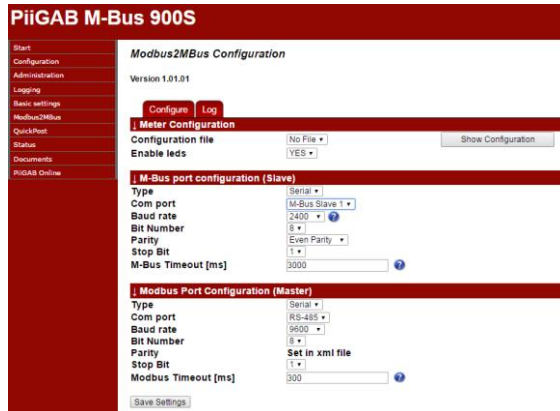 PiiGAB M-Bus 900S
Start
Configuration
Administration
Logging
Basic settings
Modbus2MBus
QuickPost
Status
Documents
PiiGAB Online
Modbus2MBus Configuration
Version 1.01.01
Configure Log
↓ Meter Configuration
Configuration file No File Show Configuration
Enable leds YES
↓ M-Bus port configuration (Slave)
Type Serial
Com port M-Bus Slave 1
Baud rate 2400 ?
Bit Number 8
Parity Even Parity
Stop Bit 1
M-Bus Timeout [ms] 3000 ?
↓ Modbus Port Configuration (Master)
Type Serial
Com port RS-485
Baud rate 9600
Bit Number 8
Parity Set in xml file
Stop Bit 1
Modbus Timeout [ms] 300 ?
Save Settings